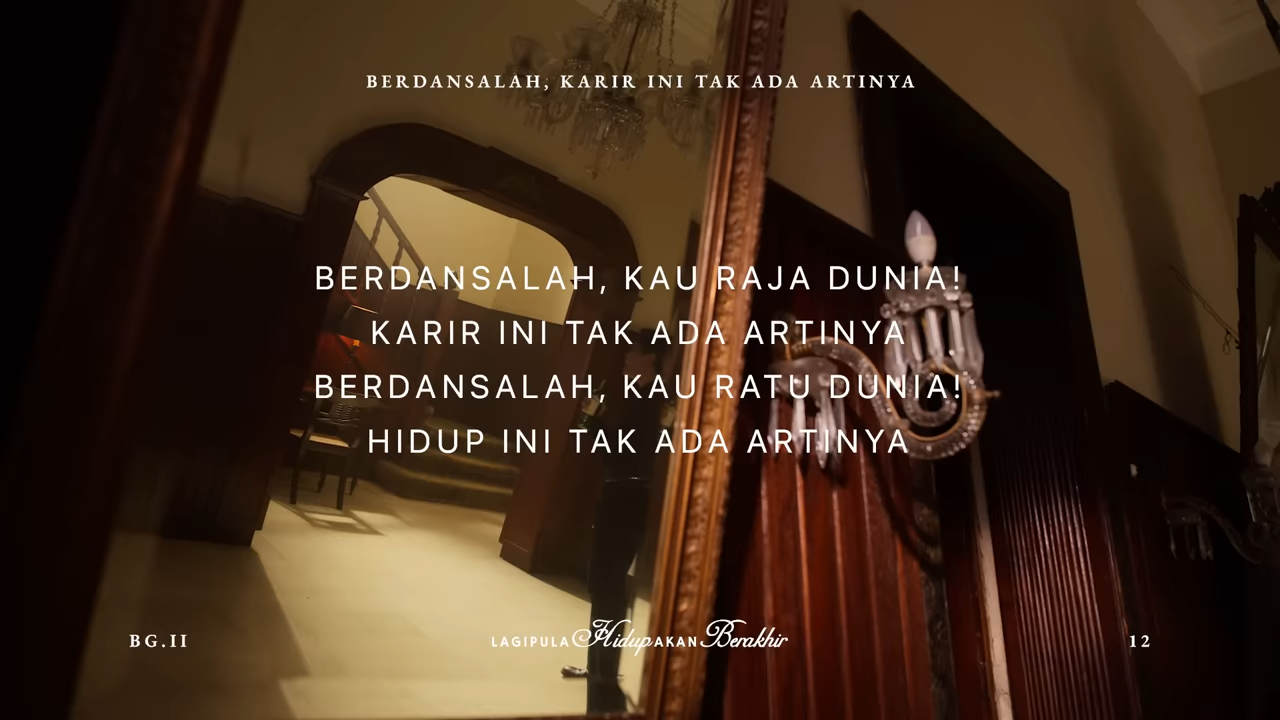 BERDANSALAH, KARIR INI TAK ADA ARTINYA
BERDANSALAH, KAU RAJA DUNIA!
KARIR INI TAK ADA ARTINYA
BERDANSALAH, KAU RATU DUNIA!
HIDUP INI TAK ADA ARTINYA
BG.II
LAGIPULA Hidup AKAN Berakhir
12